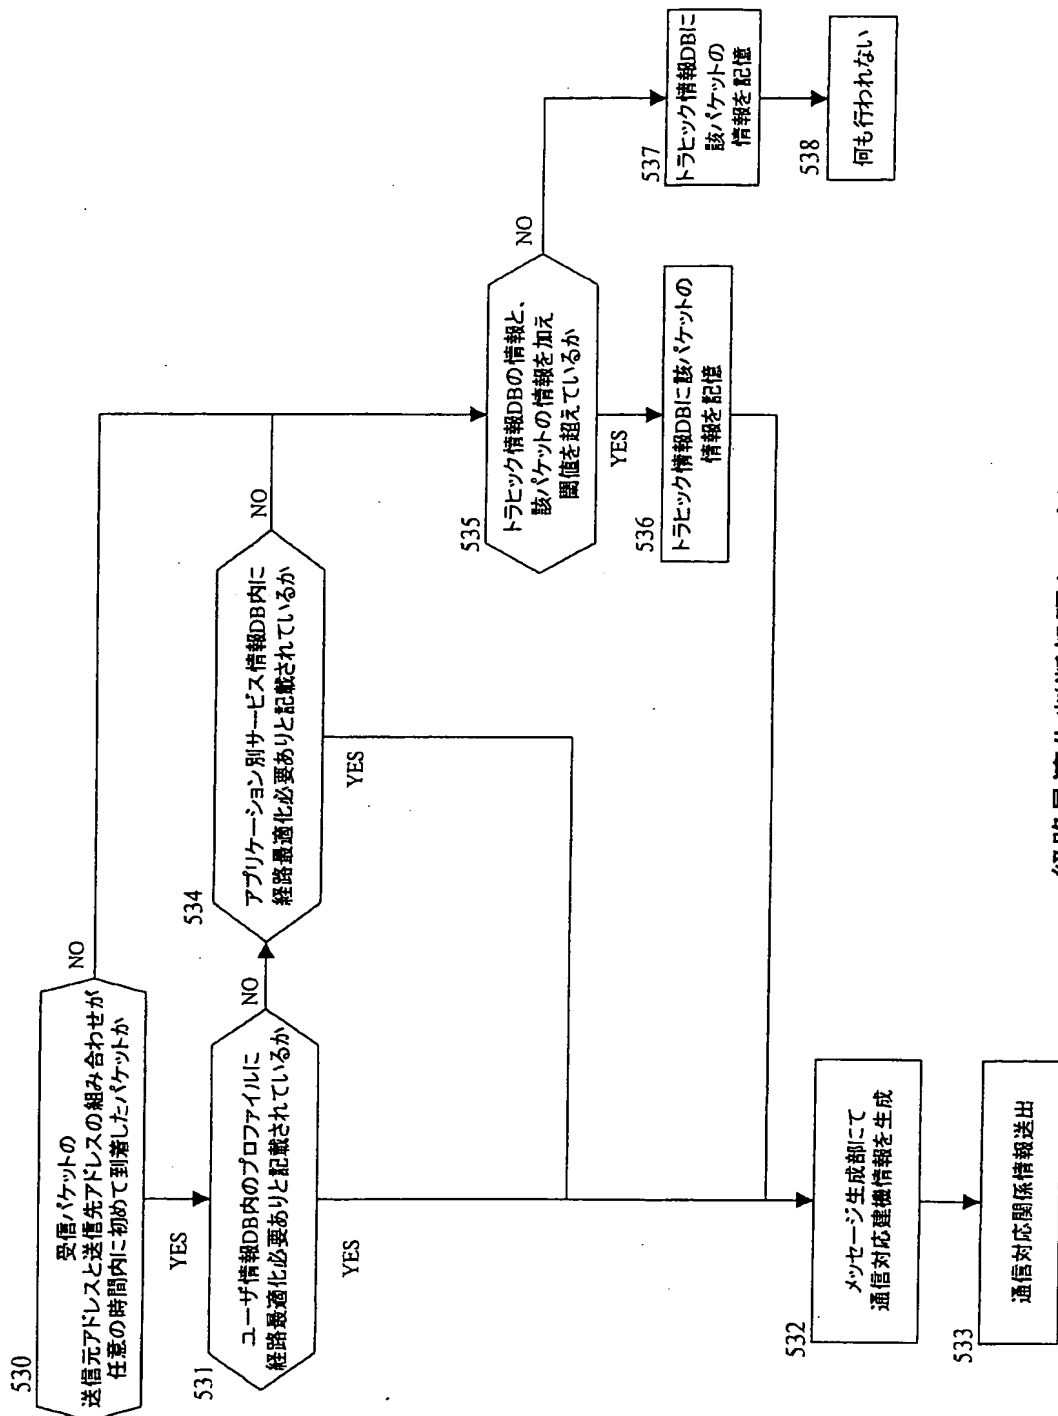 530
受信パケットの
送信元アドレスと送信先アドレスの組み合わせが
任意の時間内に初めて到着したパケットか
NO
YES
531
ユーザ情報DB内のプロファイルに
経路最適化必要ありと記載されているか
NO
YES
534
アプリケーション別サービス情報DB内に
経路最適化必要ありと記載されているか
NO
YES
535
トラヒック情報DBの情報と、
該パケットの情報を加え
閾値を超えているか
NO
YES
536
トラヒック情報DBに該パケットの
情報を記憶
537
トラヒック情報DBに
該パケットの
情報を記憶
538
何も行われない
532
メッセージ生成部にて
通信対応建機情報を生成
533
通信対応関係情報送出